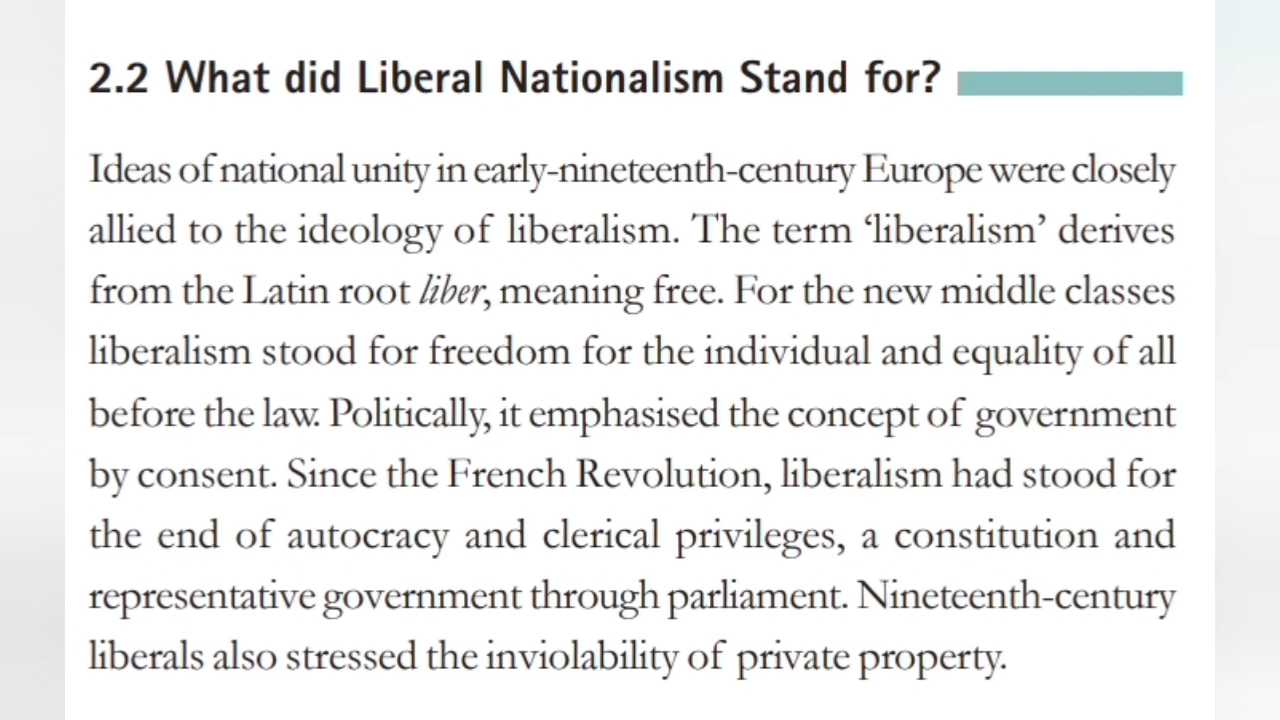 2.2 What did Liberal Nationalism Stand for?
Ideas of national unity in early-nineteenth-century Europe were closely
allied to the ideology of liberalism. The term ‘liberalism’ derives
from the Latin root liber, meaning free. For the new middle classes
liberalism stood for freedom for the individual and equality of all
before the law. Politically, it emphasised the concept of government
by consent. Since the French Revolution, liberalism had stood for
the end of autocracy and clerical privileges, a constitution and
representative government through parliament. Nineteenth-century
liberals also stressed the inviolability of private property.